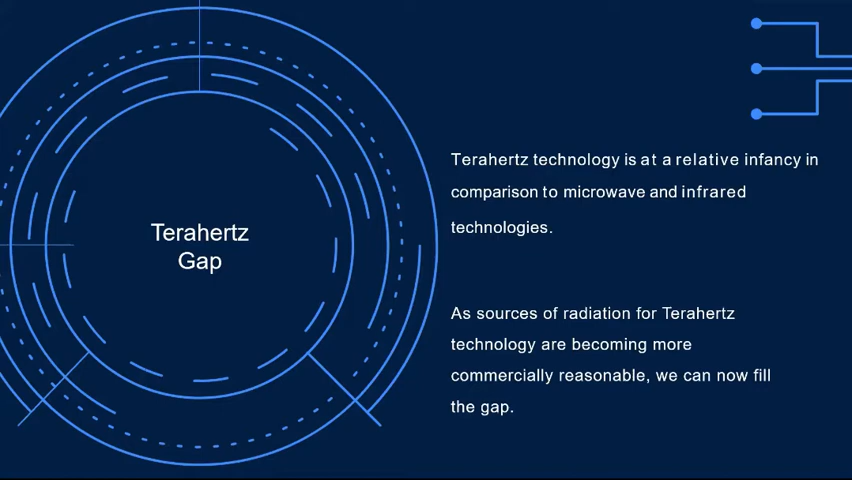 Terahertz
Gap
Terahertz technology is at a relative infancy in
comparison to microwave and infrared
technologies.
As sources of radiation for Terahertz
technology are becoming more
commercially reasonable, we can now fill
the gap.